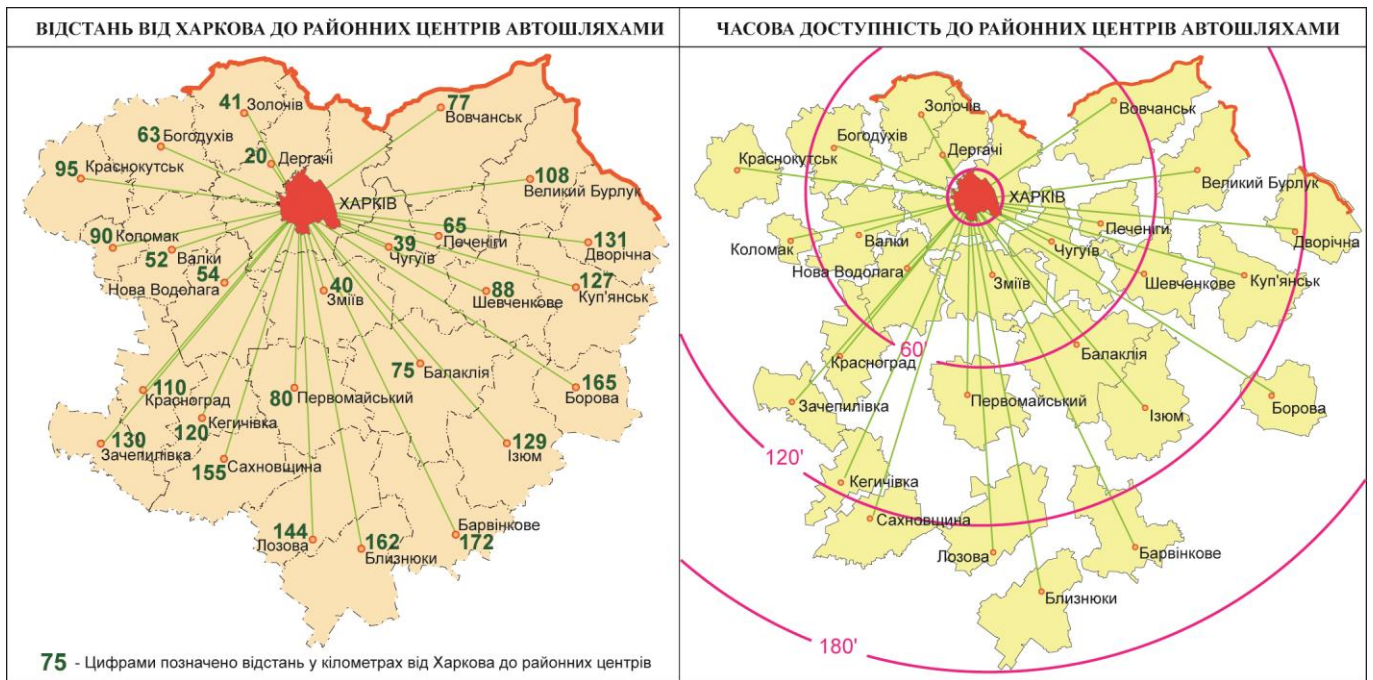 ВІДСТАНЬ ВІД ХАРКОВА ДО РАЙОННИХ ЦЕНТРІВ АВТОШЛЯХАМИ
41 Золочів
77 Вовчанськ
63 Богодухів
20 Дергачі
95 Краснокутськ
108 Великий Бурлук
ХАРКІВ
90 Коломак
52 Валки
65 Печеніги
39 Чугуїв
131 Дворічна
54 Нова Водолага
40 Зміїв
88 Шевченкове
127 Куп'янськ
75 Балаклія
110 Красноград
80 Первомайський
165 Борова
120 Кегичівка
130 Зачепилівка
155 Сахновщина
129 Ізюм
144 Лозова
162 Близнюки
Барвінкове 172
75 - Цифрами позначено відстань у кілометрах від Харкова до районних центрів
ЧАСОВА ДОСТУПНІСТЬ ДО РАЙОННИХ ЦЕНТРІВ АВТОШЛЯХАМИ
Золочів
Вовчанськ
Богодухів
Дергачі
Краснокутськ
Великий Бурлук
ХАРКІВ
Печеніги
Валки
Коломак
Чугуїв
Дворічна
Нова Водолага
Зміїв
Шевченкове
Куп'янськ
60'
Балаклія
Красноград
Зачепилівка
Первомайський
Ізюм
Борова
120'
Кегичівка
Сахновщина
Лозова
Барвінкове
Близнюки
180'